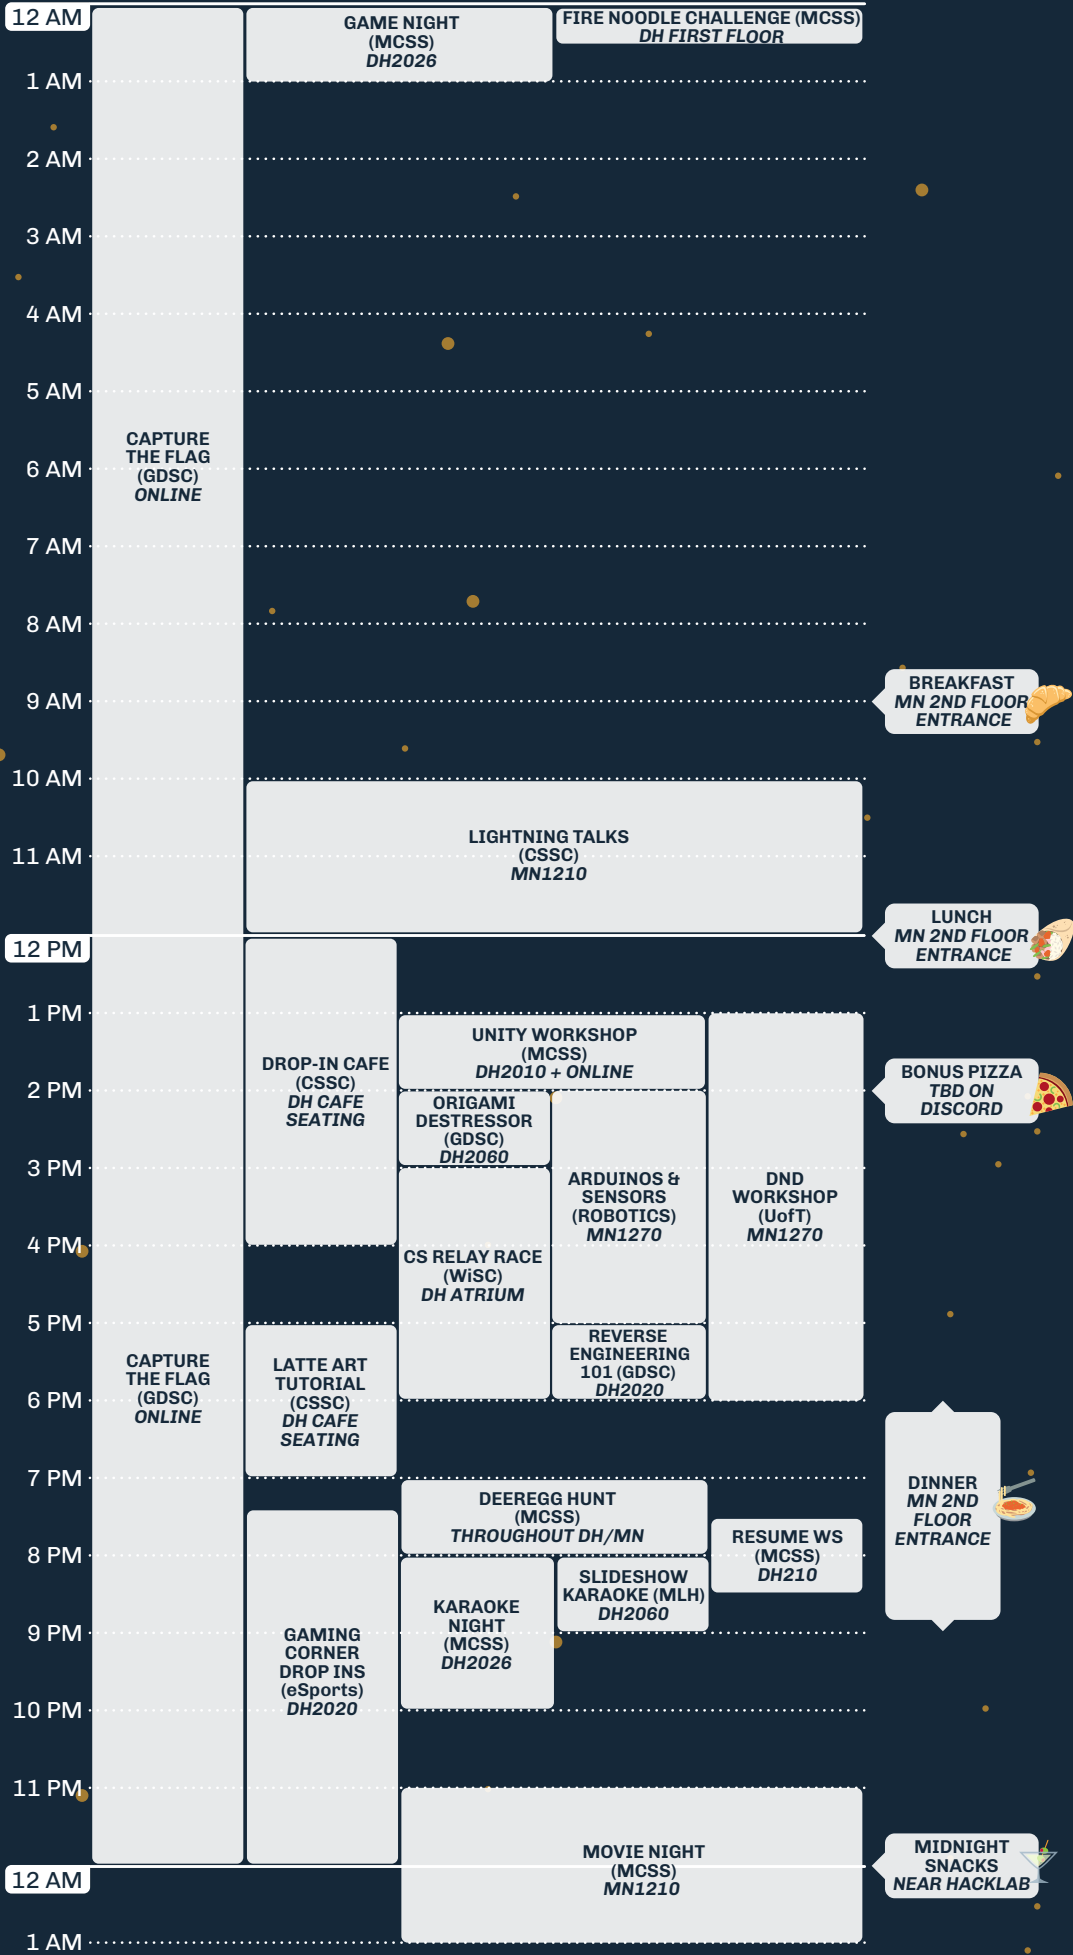 12 AM
GAME NIGHT
(MCSS)
DH2026
FIRE NOODLE CHALLENGE (MCSS)
DH FIRST FLOOR
1 AM
2 AM
3 AM
4 AM
5 AM
CAPTURE
THE FLAG
(GDSC)
ONLINE
6 AM
7 AM
8 AM
9 AM
BREAKFAST
MN 2ND FLOOR
ENTRANCE
10 AM
LIGHTNING TALKS
(CSSC)
MN1210
11 AM
LUNCH
MN 2ND FLOOR
ENTRANCE
12 PM
1 PM
DROP-IN CAFE
(CSSC)
DH CAFE
SEATING
UNITY WORKSHOP
(MCSS)
DH2010 + ONLINE
2 PM
BONUS PIZZA
TBD ON
DISCORD
ORIGAMI
DESTRESSOR
(GDSC)
DH2060
3 PM
ARDUINOS &
SENSORS
(ROBOTICS)
MN1270
DND
WORKSHOP
(UofT)
MN1270
4 PM
CS RELAY RACE
(WiSC)
DH ATRIUM
5 PM
CAPTURE
THE FLAG
(GDSC)
ONLINE
LATTE ART
TUTORIAL
(CSSC)
DH CAFE
SEATING
REVERSE
ENGINEERING
101 (GDSC)
DH2020
6 PM
7 PM
DINNER
MN 2ND
FLOOR
ENTRANCE
DEEREGG HUNT
(MCSS)
THROUGHOUT DH/MN
RESUME WS
(MCSS)
DH210
8 PM
KARAOKE
NIGHT
(MCSS)
DH2026
SLIDESHOW
KARAOKE (MLH)
DH2060
9 PM
GAMING
CORNER
DROP INS
(eSports)
DH2020
10 PM
11 PM
MOVIE NIGHT
(MCSS)
MN1210
MIDNIGHT
SNACKS
NEAR HACKLAB
12 AM
1 AM